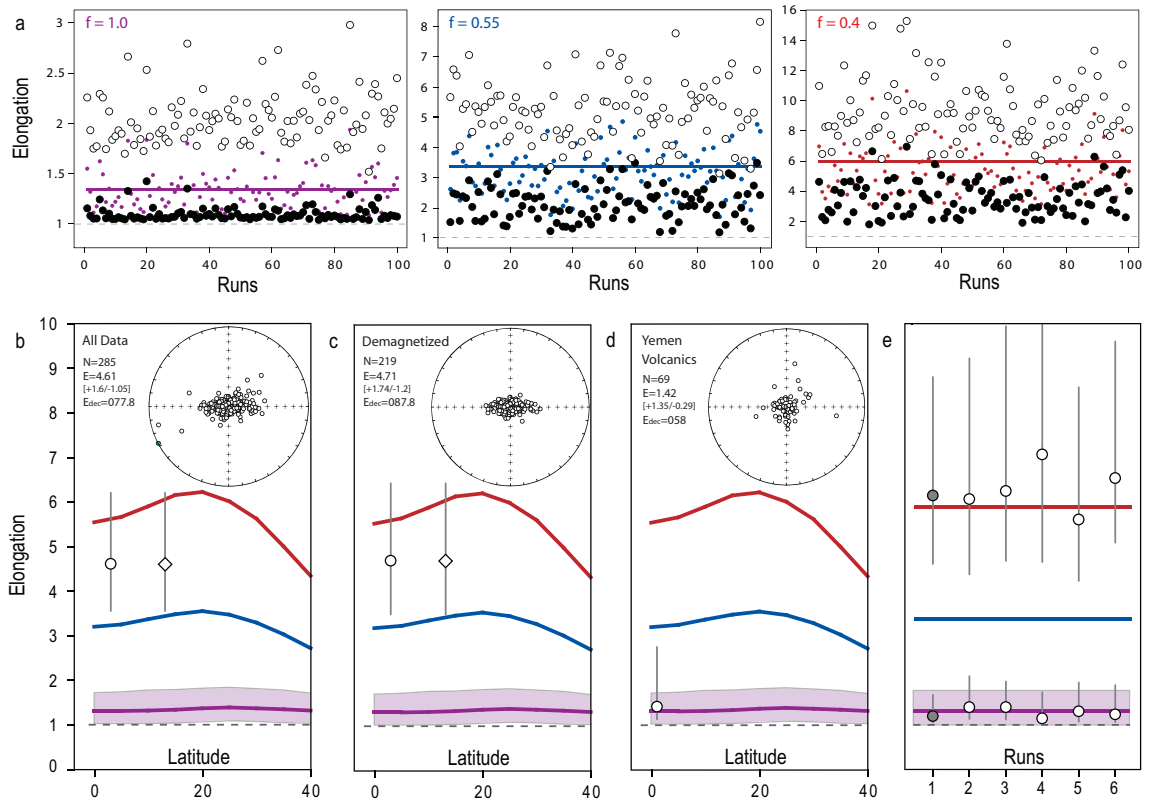 a
f = 1.0
f = 0.55
f = 0.4
Elongation
3
2.5
2
1.5
1
0 20 40 60 80 100
Runs
8
7
6
5
4
3
2
1
0 20 40 60 80 100
Runs
16
14
12
10
8
6
4
2
0 20 40 60 80 100
Runs
Elongation
10
9
8
7
6
5
4
3
2
1
0
b
All Data
N=285
E=4.61
[+1.6/-1.05]
Edec=077.8
Latitude
0 20 40
c
Demagnetized
N=219
E=4.71
[+1.74/-1.2]
Edec=087.8
Latitude
0 20 40
d
Yemen
Volcanics
N=69
E=1.42
[+1.35/-0.29]
Edec=058
Latitude
0 20 40
e
Runs
1 2 3 4 5 6